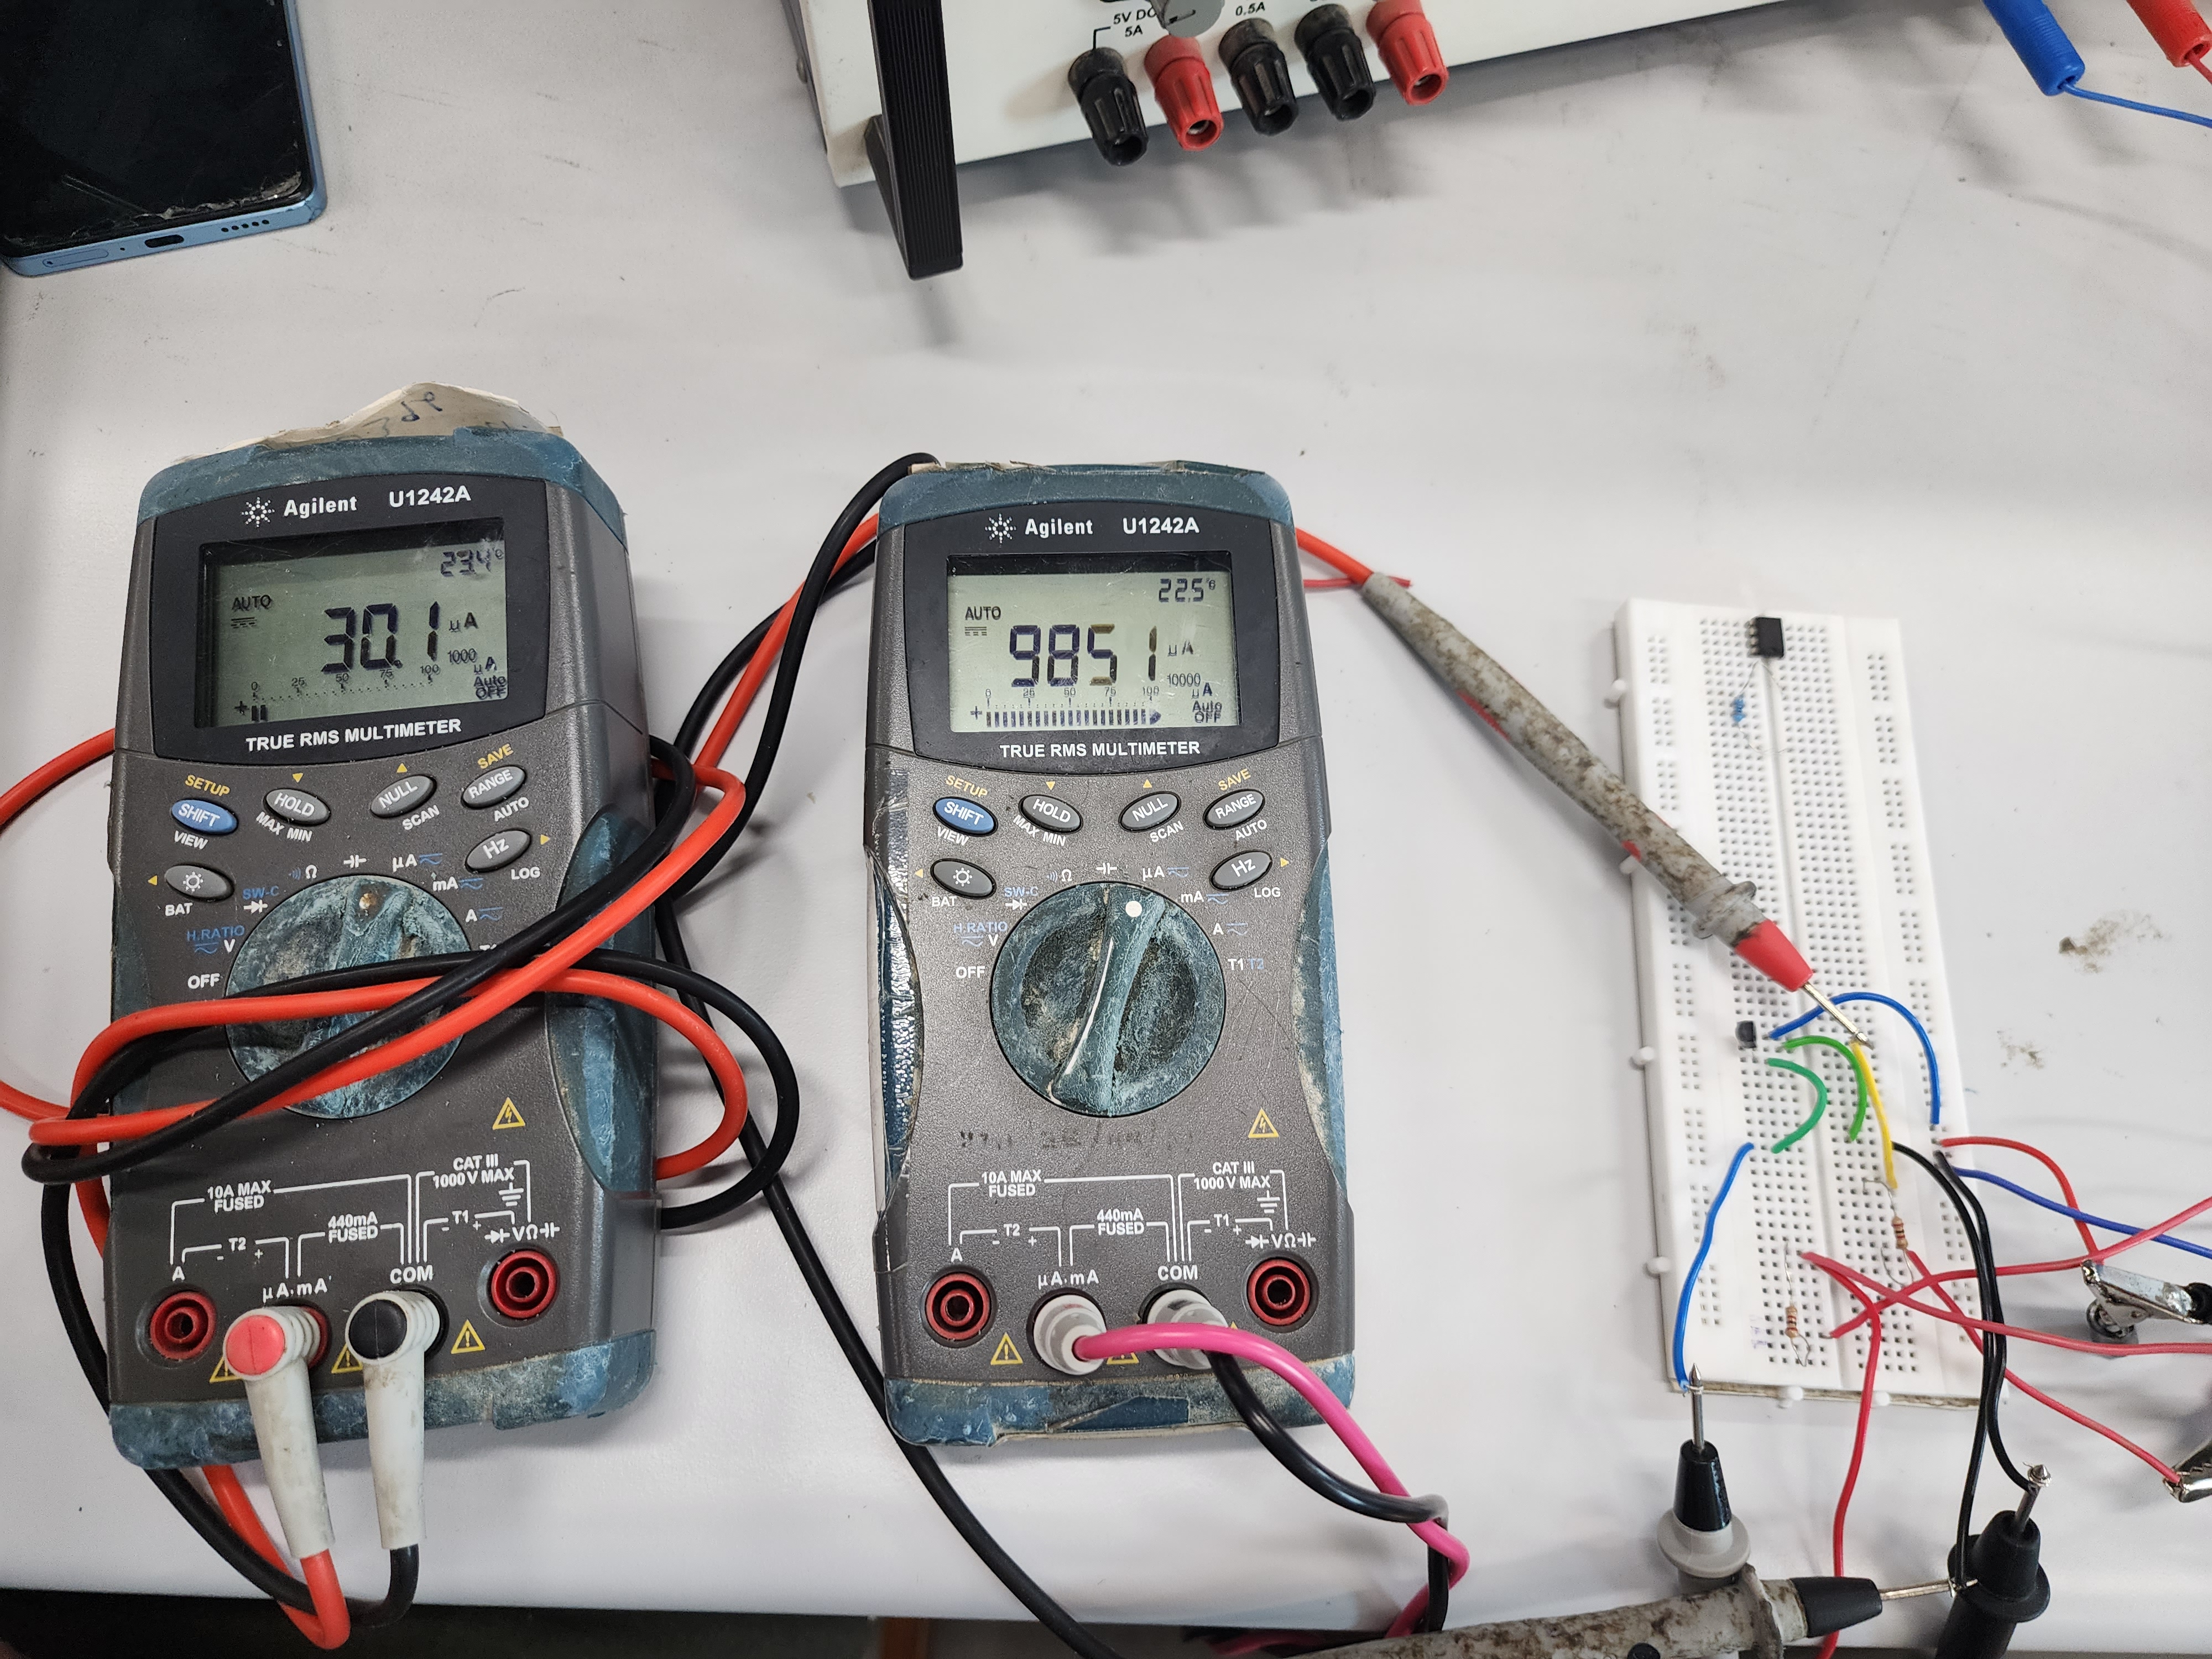 5V DC
5A
0.5A
Agilent U1242A
23.4°C
AUTO
30.1 µA
1000 µA
0 25 50 75 100
Auto
OFF
+
TRUE RMS MULTIMETER
SETUP
SAVE
SHIFT
HOLD
NULL
RANGE
VIEW
MAX MIN
SCAN
AUTO
Hz
LOG
BAT
SW-C
Ω
µA
mA
A
H.RATIO
V
OFF
CAT III
1000 V MAX
10A MAX
FUSED
440mA
FUSED
- T1 +
- T2 +
VΩ
A
µA·mA
COM
Agilent U1242A
22.5°C
AUTO
9851 µA
10000 µA
0 25 50 75 100
Auto
OFF
+
TRUE RMS MULTIMETER
SETUP
SAVE
SHIFT
HOLD
NULL
RANGE
VIEW
MAX MIN
SCAN
AUTO
Hz
LOG
BAT
SW-C
Ω
µA
mA
A
H.RATIO
V
OFF
T1 T2
CAT III
1000 V MAX
10A MAX
FUSED
440mA
FUSED
- T1 +
- T2 +
VΩ
A
µA·mA
COM